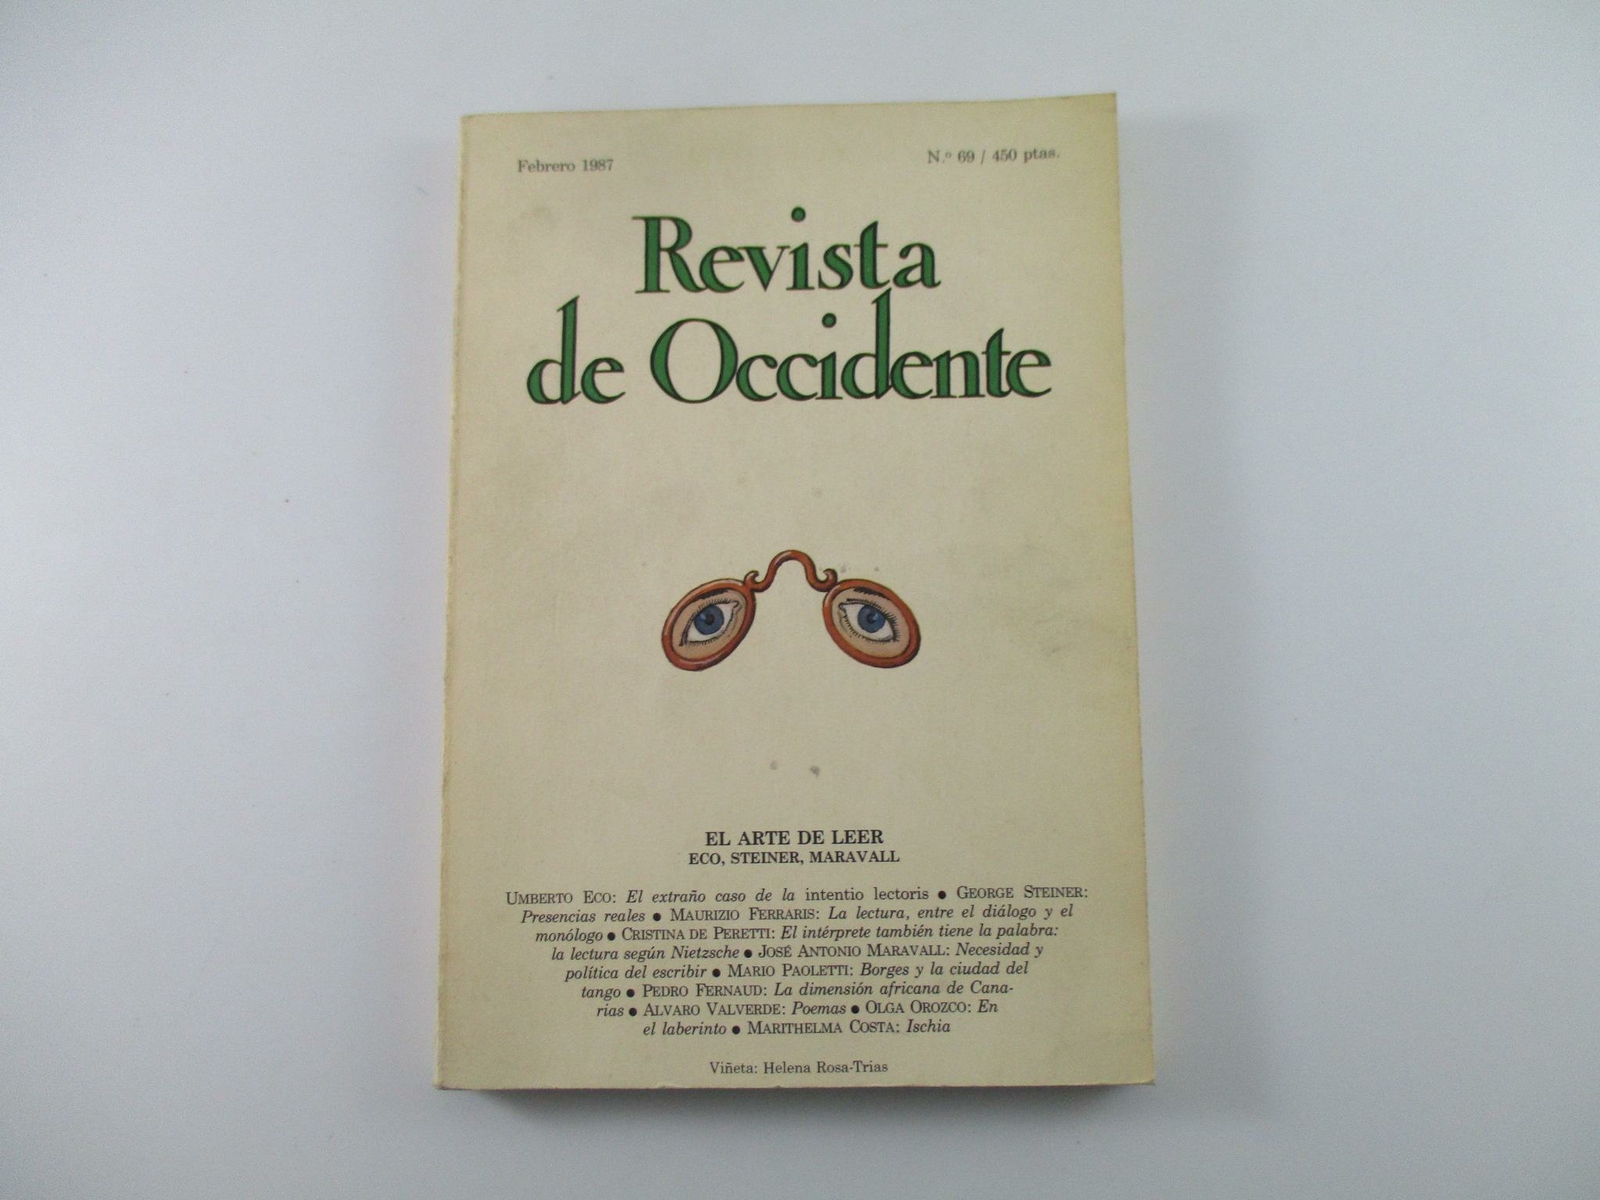 Febrero 1987
N.º 69 / 450 ptas.
Revista
de Occidente
EL ARTE DE LEER
ECO, STEINER, MARAVALL
UMBERTO ECO: El extraño caso de la intentio lectoris ● GEORGE STEINER:
Presencias reales ● MAURIZIO FERRARIS: La lectura, entre el diálogo y el
monólogo ● CRISTINA DE PERETTI: El intérprete también tiene la palabra:
la lectura según Nietzsche ● JOSÉ ANTONIO MARAVALL: Necesidad y
política del escribir ● MARIO PAOLETTI: Borges y la ciudad del
tango ● PEDRO FERNAUD: La dimensión africana de Cana-
rias ● ALVARO VALVERDE: Poemas ● OLGA OROZCO: En
el laberinto ● MARITHELMA COSTA: Ischia
Viñeta: Helena Rosa-Trias